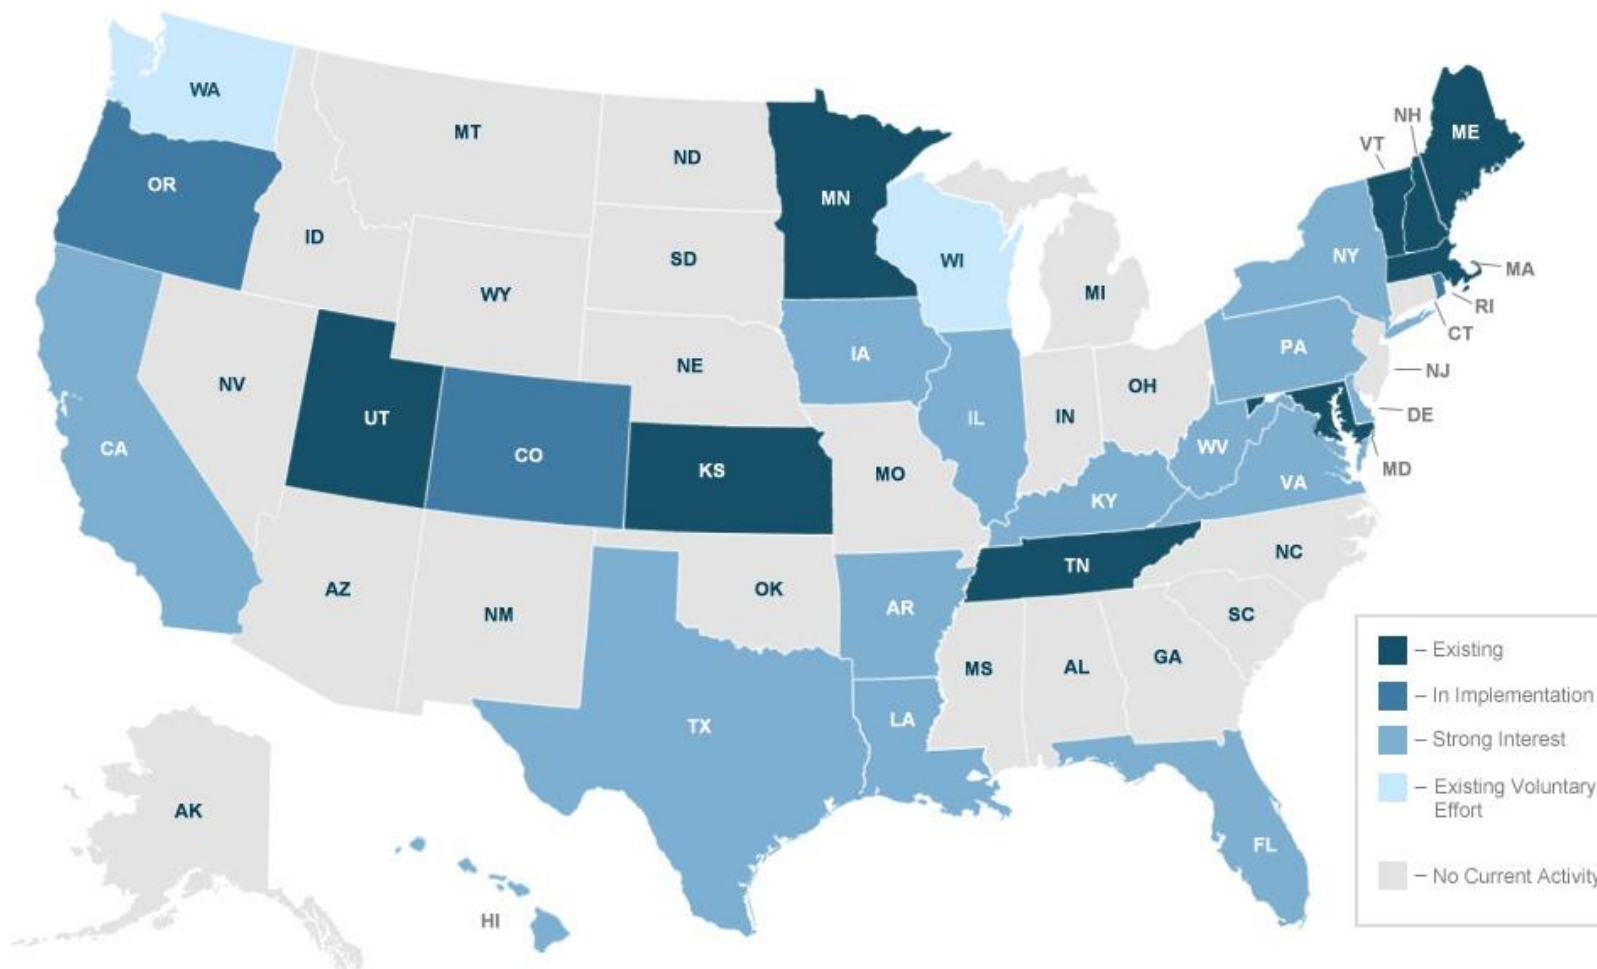 WA
MT
ND
MN
NH
VT
ME
OR
ID
SD
WI
NY
MA
WY
MI
RI
CT
IA
NE
PA
NJ
NV
UT
CO
IL
IN
OH
DE
CA
KS
MO
WV
MD
KY
VA
AZ
NM
OK
TN
NC
AR
SC
MS
AL
GA
TX
LA
AK
FL
HI
– Existing
– In Implementation
– Strong Interest
– Existing Voluntary
Effort
– No Current Activity